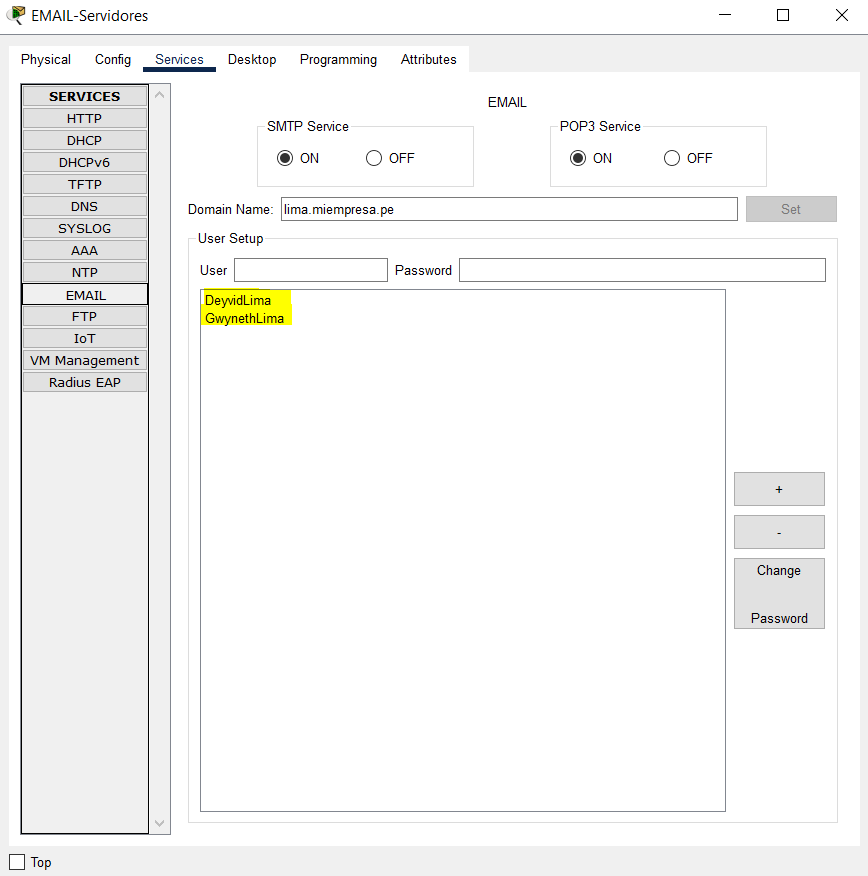 EMAIL-Servidores
Physical Config Services Desktop Programming Attributes
SERVICES
HTTP
DHCP
DHCPv6
TFTP
DNS
SYSLOG
AAA
NTP
EMAIL
FTP
IoT
VM Management
Radius EAP
EMAIL
SMTP Service
ON OFF
POP3 Service
ON OFF
Domain Name: lima.miempresa.pe Set
User Setup
User Password
DeyvidLima
GwynethLima
+
-
Change
Password
Top